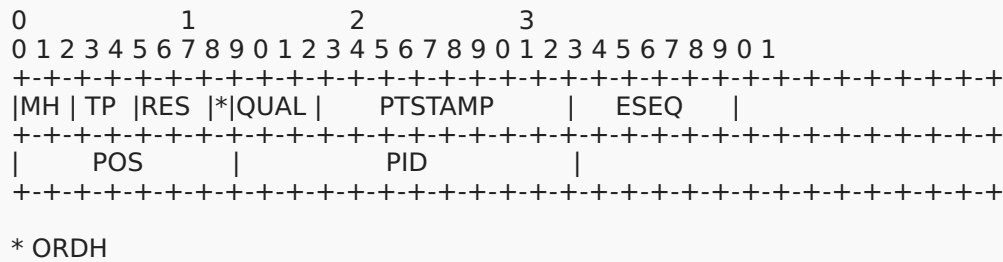 0 1 2 3
0 1 2 3 4 5 6 7 8 9 0 1 2 3 4 5 6 7 8 9 0 1 2 3 4 5 6 7 8 9 0 1
+-+-+-+-+-+-+-+-+-+-+-+-+-+-+-+-+-+-+-+-+-+-+-+-+-+-+-+-+-+-+-+-+
|MH | TP |RES |*|QUAL | PTSTAMP | ESEQ |
+-+-+-+-+-+-+-+-+-+-+-+-+-+-+-+-+-+-+-+-+-+-+-+-+-+-+-+-+-+-+-+-+
| POS | PID |
+-+-+-+-+-+-+-+-+-+-+-+-+-+-+-+-+-+-+-+-+-+-+-+-+-+-+-+-+-+-+-+-+
* ORDH